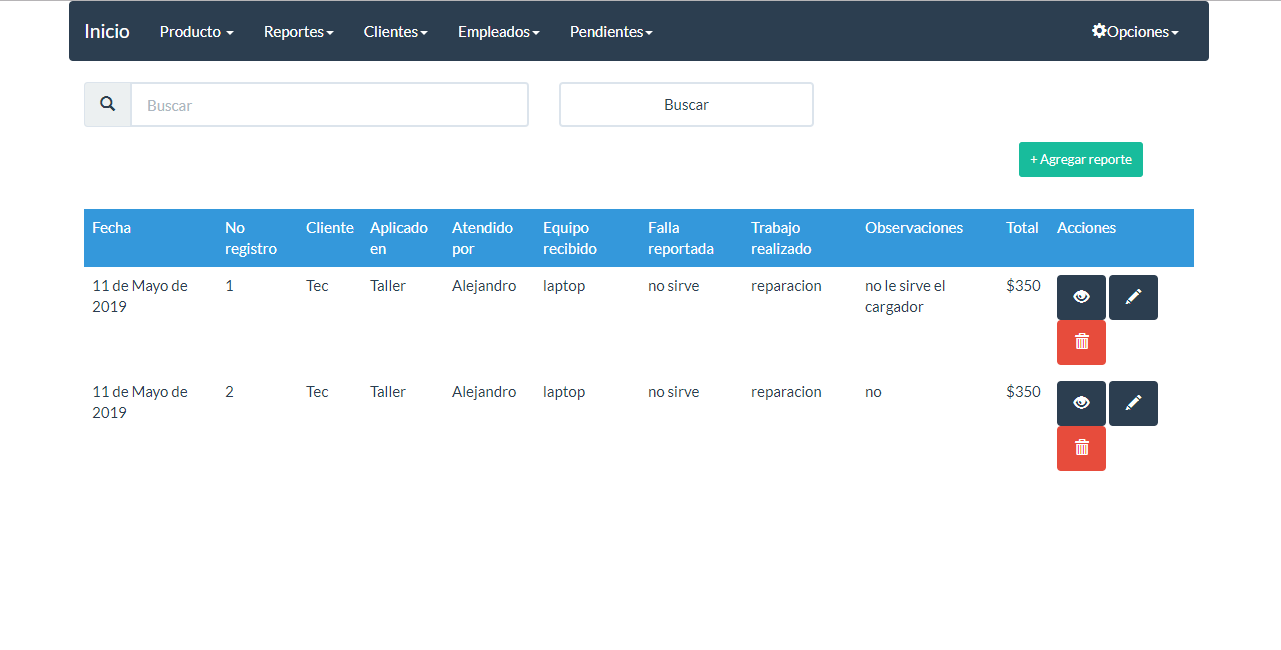 Inicio Producto Reportes Clientes Empleados Pendientes Opciones
Buscar Buscar
+ Agregar reporte
Fecha No registro Cliente Aplicado en Atendido por Equipo recibido Falla reportada Trabajo realizado Observaciones Total Acciones
11 de Mayo de 2019 1 Tec Taller Alejandro laptop no sirve reparacion no le sirve el cargador $350
11 de Mayo de 2019 2 Tec Taller Alejandro laptop no sirve reparacion no $350